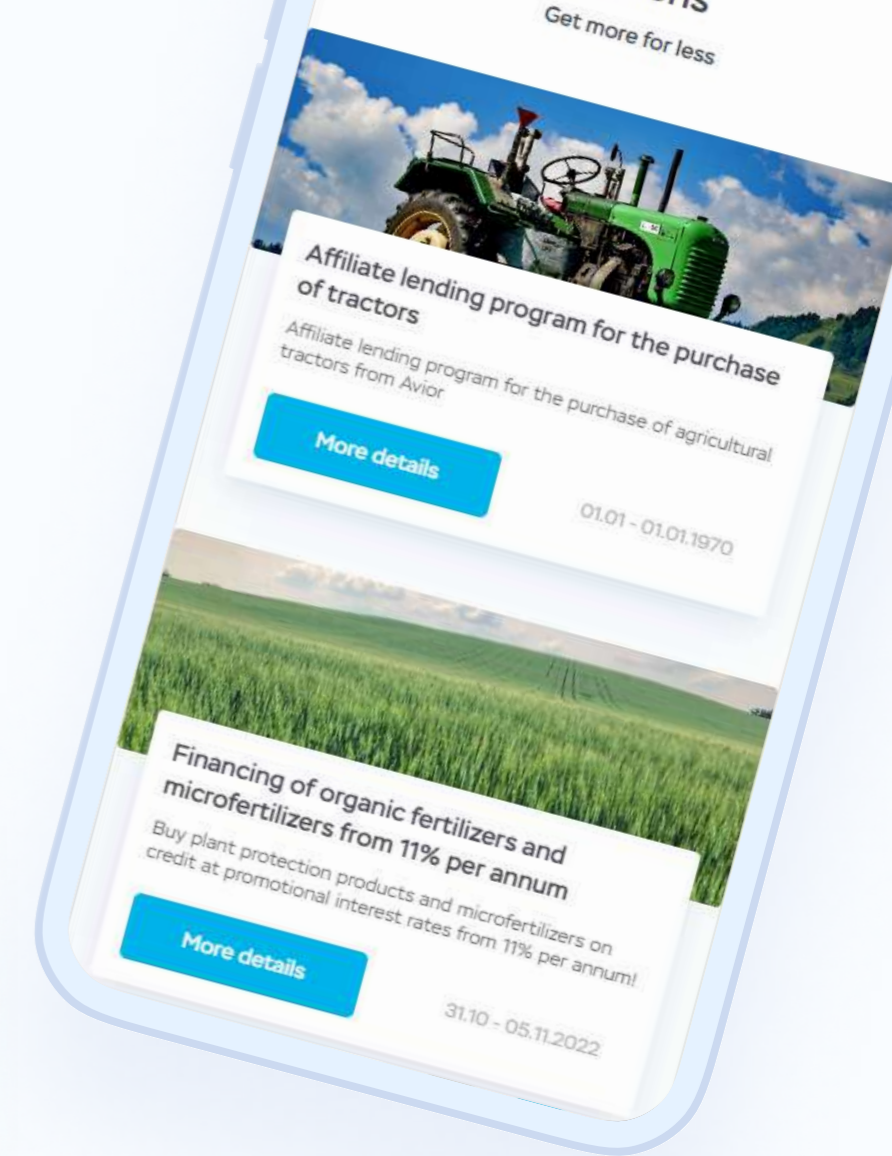 Get more for less
Affiliate lending program for the purchase
of tractors
Affiliate lending program for the purchase of agricultural
tractors from Avior
More details
01.01 - 01.01.1970
Financing of organic fertilizers and
microfertilizers from 11% per annum
Buy plant protection products and microfertilizers on
credit at promotional interest rates from 11% per annum!
More details
31.10 - 05.11.2022